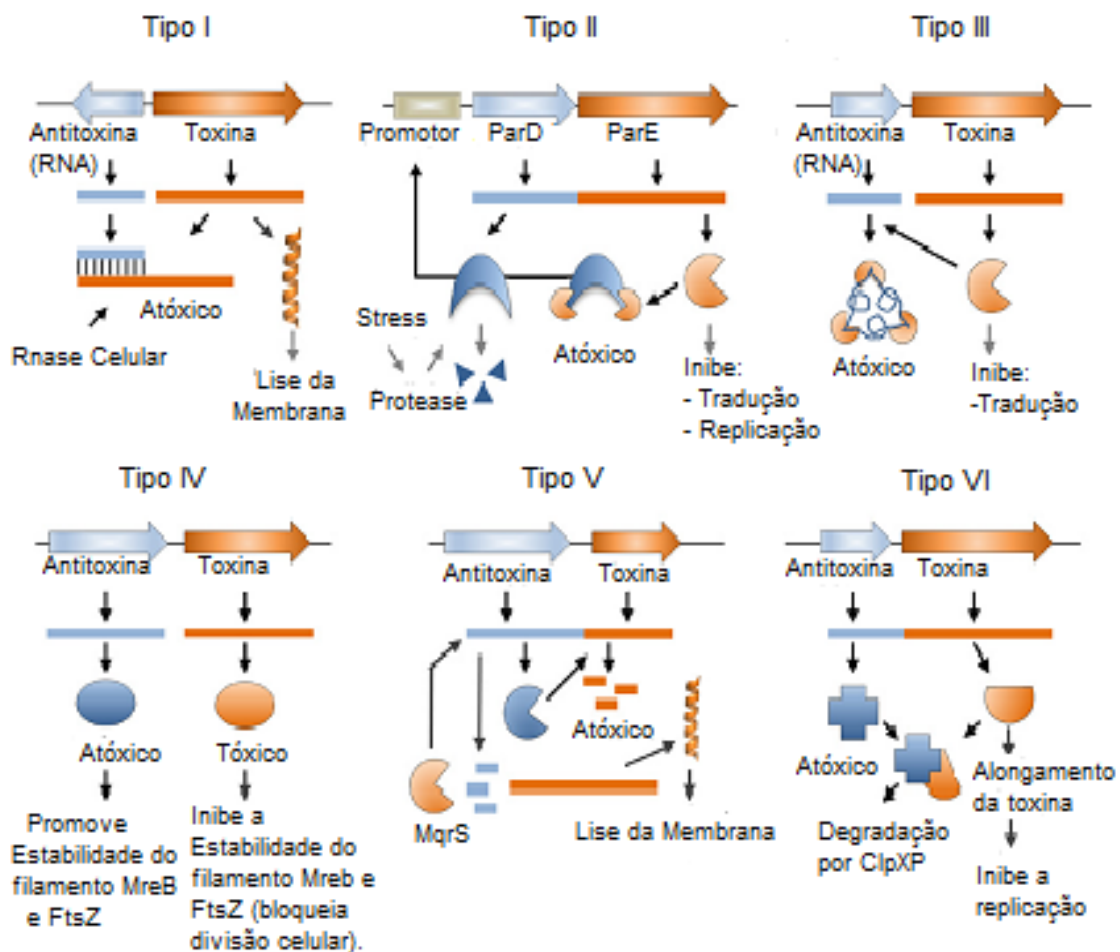 Tipo I
Antitoxina
(RNA)
Toxina
Atóxico
Rnase Celular
Lise da
Membrana
Tipo II
Promotor
ParD
ParE
Stress
Protease
Atóxico
Inibe:
- Tradução
- Replicação
Tipo III
Antitoxina
(RNA)
Toxina
Atóxico
Inibe:
-Tradução
Tipo IV
Antitoxina
Toxina
Atóxico
Tóxico
Promove
Estabilidade do
filamento MreB
e FtsZ
Inibe a
Estabilidade do
filamento Mreb e
FtsZ (bloqueia
divisão celular).
Tipo V
Antitoxina
Toxina
Atóxico
MqrS
Lise da Membrana
Tipo VI
Antitoxina
Toxina
Atóxico
Degradação
por ClpXP
Alongamento
da toxina
Inibe a
replicação